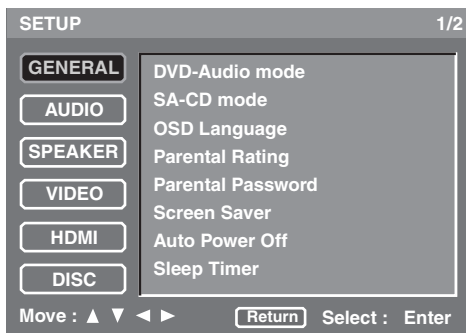 SETUP 1/2
GENERAL
AUDIO
SPEAKER
VIDEO
HDMI
DISC
DVD-Audio mode
SA-CD mode
OSD Language
Parental Rating
Parental Password
Screen Saver
Auto Power Off
Sleep Timer
Move : ▲ ▼ ◄ ► Return Select : Enter